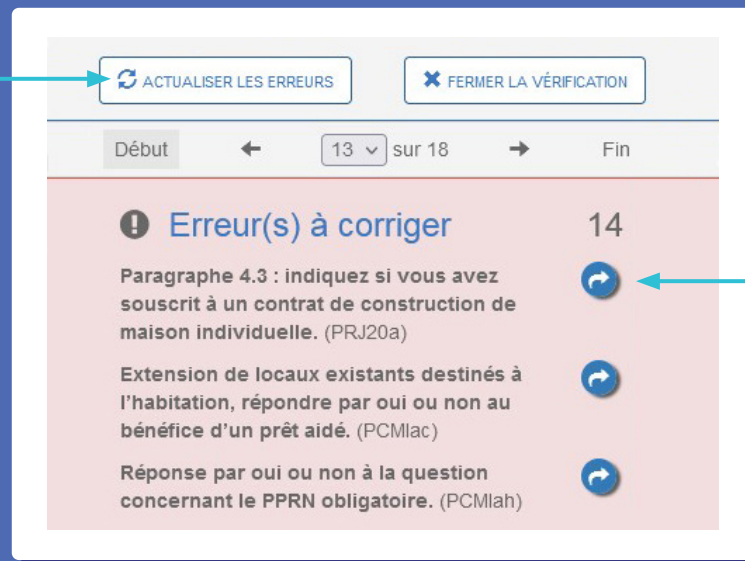 ACTUALISER LES ERREURS
FERMER LA VÉRIFICATION
Début 13 sur 18 Fin
Erreur(s) à corriger 14
Paragraphe 4.3 : indiquez si vous avez
souscrit à un contrat de construction de
maison individuelle. (PRJ20a)
Extension de locaux existants destinés à
l'habitation, répondre par oui ou non au
bénéfice d'un prêt aidé. (PCMIac)
Réponse par oui ou non à la question
concernant le PPRN obligatoire. (PCMIah)